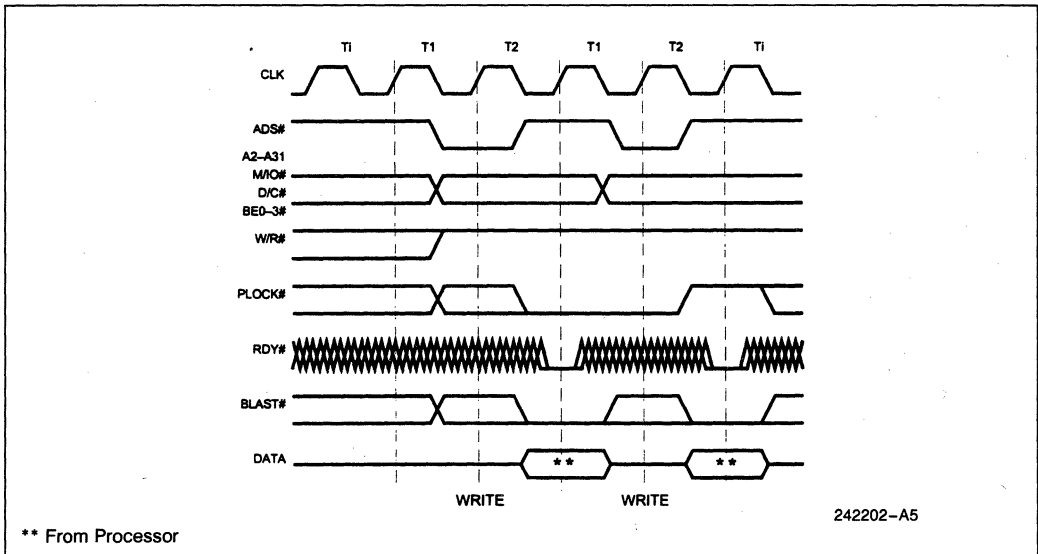 Ti T1 T2 T1 T2 Ti
CLK
ADS#
A2–A31
M/IO#
D/C#
BE0–3#
W/R#
PLOCK#
RDY#
BLAST#
DATA
** **
WRITE WRITE
242202–A5
** From Processor